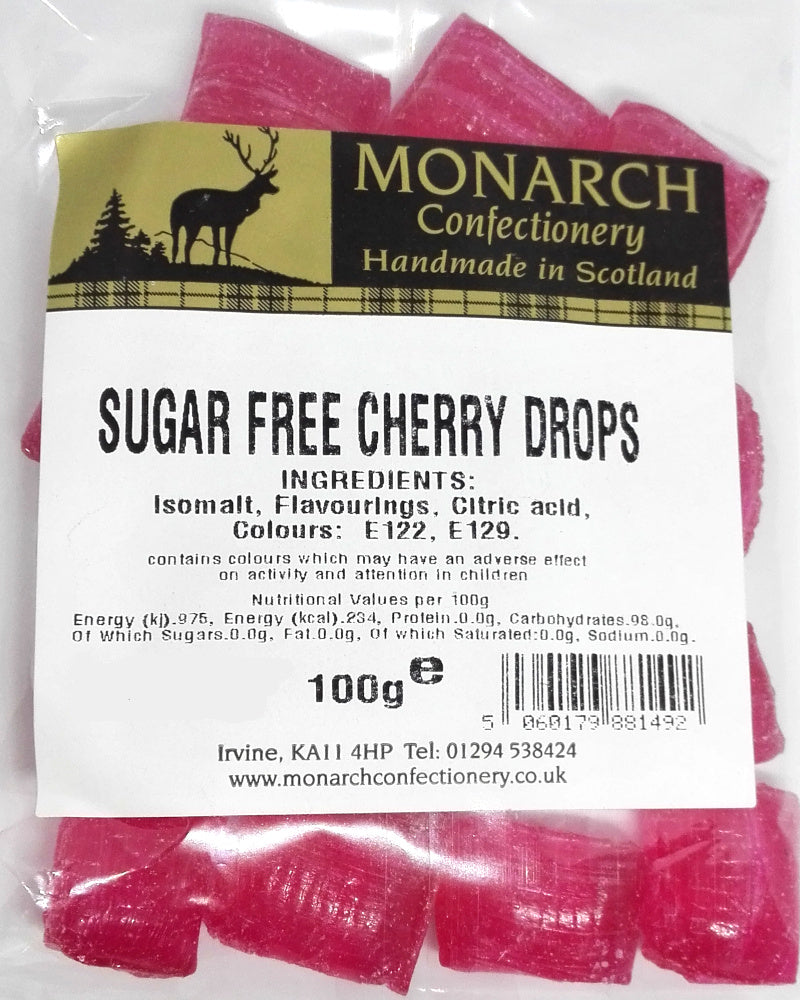 MONARCH
Confectionery
Handmade in Scotland
SUGAR FREE CHERRY DROPS
INGREDIENTS:
Isomalt, Flavourings, Citric acid,
Colours: E122, E129.
contains colours which may have an adverse effect
on activity and attention in children
Nutritional Values per 100g
Energy (kj).975, Energy (kcal).234, Protein.0.0g, Carbohydrates.98.0g,
Of Which Sugars.0.0g, Fat.0.0g, Of which Saturated:0.0g, Sodium.0.0g.
100g e
5 060179 881492
Irvine, KA11 4HP Tel: 01294 538424
www.monarchconfectionery.co.uk